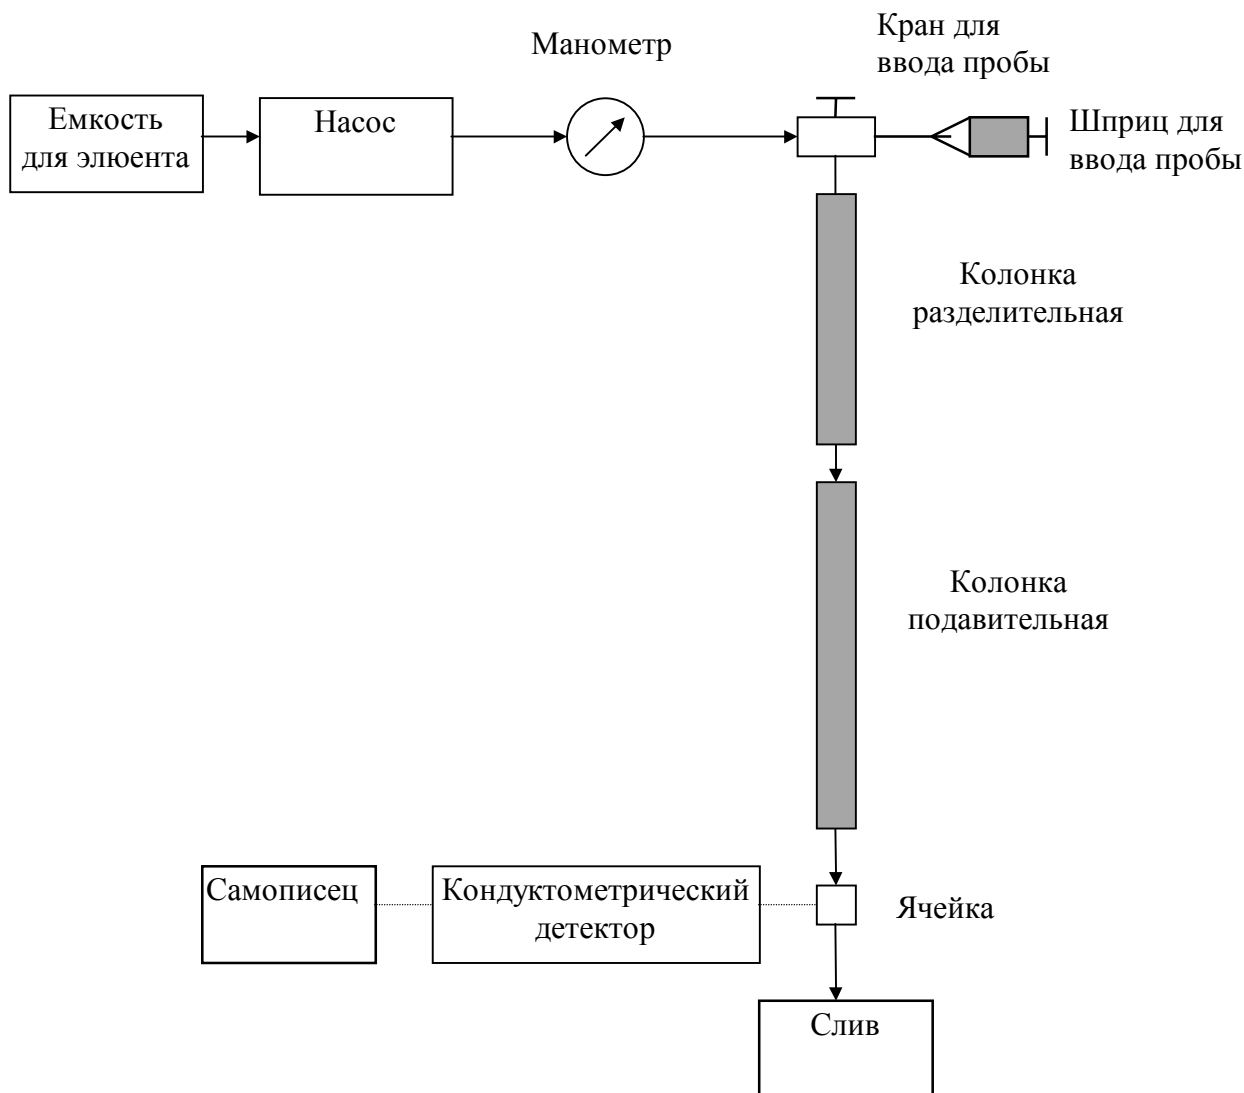 Манометр
Кран для
ввода пробы
Емкость
для элюента
Насос
Шприц для
ввода пробы
Колонка
разделительная
Колонка
подавительная
Самописец
Кондуктометрический
детектор
Ячейка
Слив